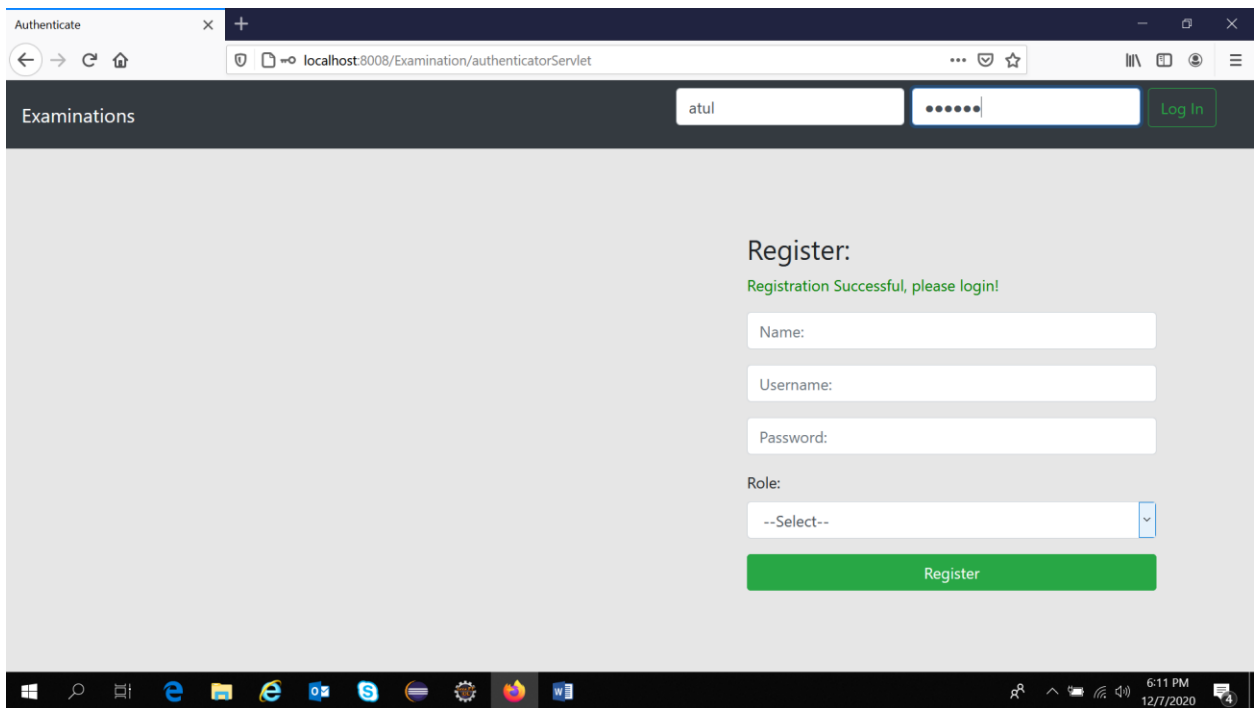 Authenticate
localhost:8008/Examination/authenticatorServlet
Examinations
atul
••••••
Log In
Register:
Registration Successful, please login!
Name:
Username:
Password:
Role:
--Select--
Register
6:11 PM
12/7/2020
4